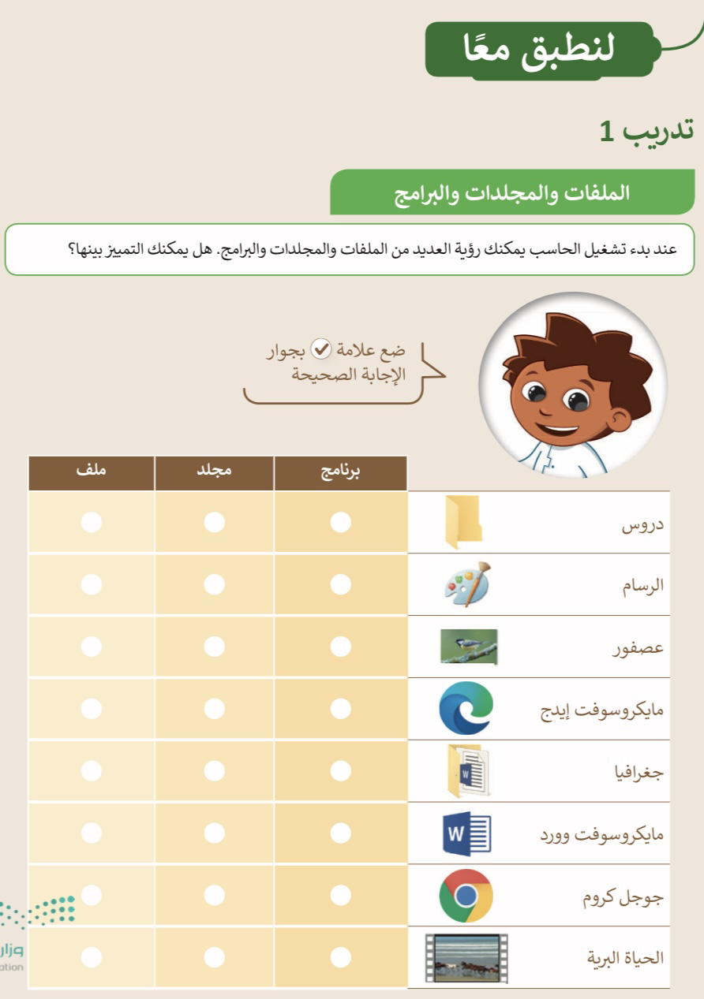 لنطبق معًا
تدريب 1
الملفات والمجلدات والبرامج
عند بدء تشغيل الحاسب يمكنك رؤية العديد من الملفات والمجلدات والبرامج. هل يمكنك التمييز بينها؟
ضع علامة ✔ بجوار
الإجابة الصحيحة
برنامج مجلد ملف
دروس
الرسام
عصفور
مايكروسوفت إيدج
جغرافيا
W
مايكروسوفت وورد
W
جوجل كروم
الحياة البرية